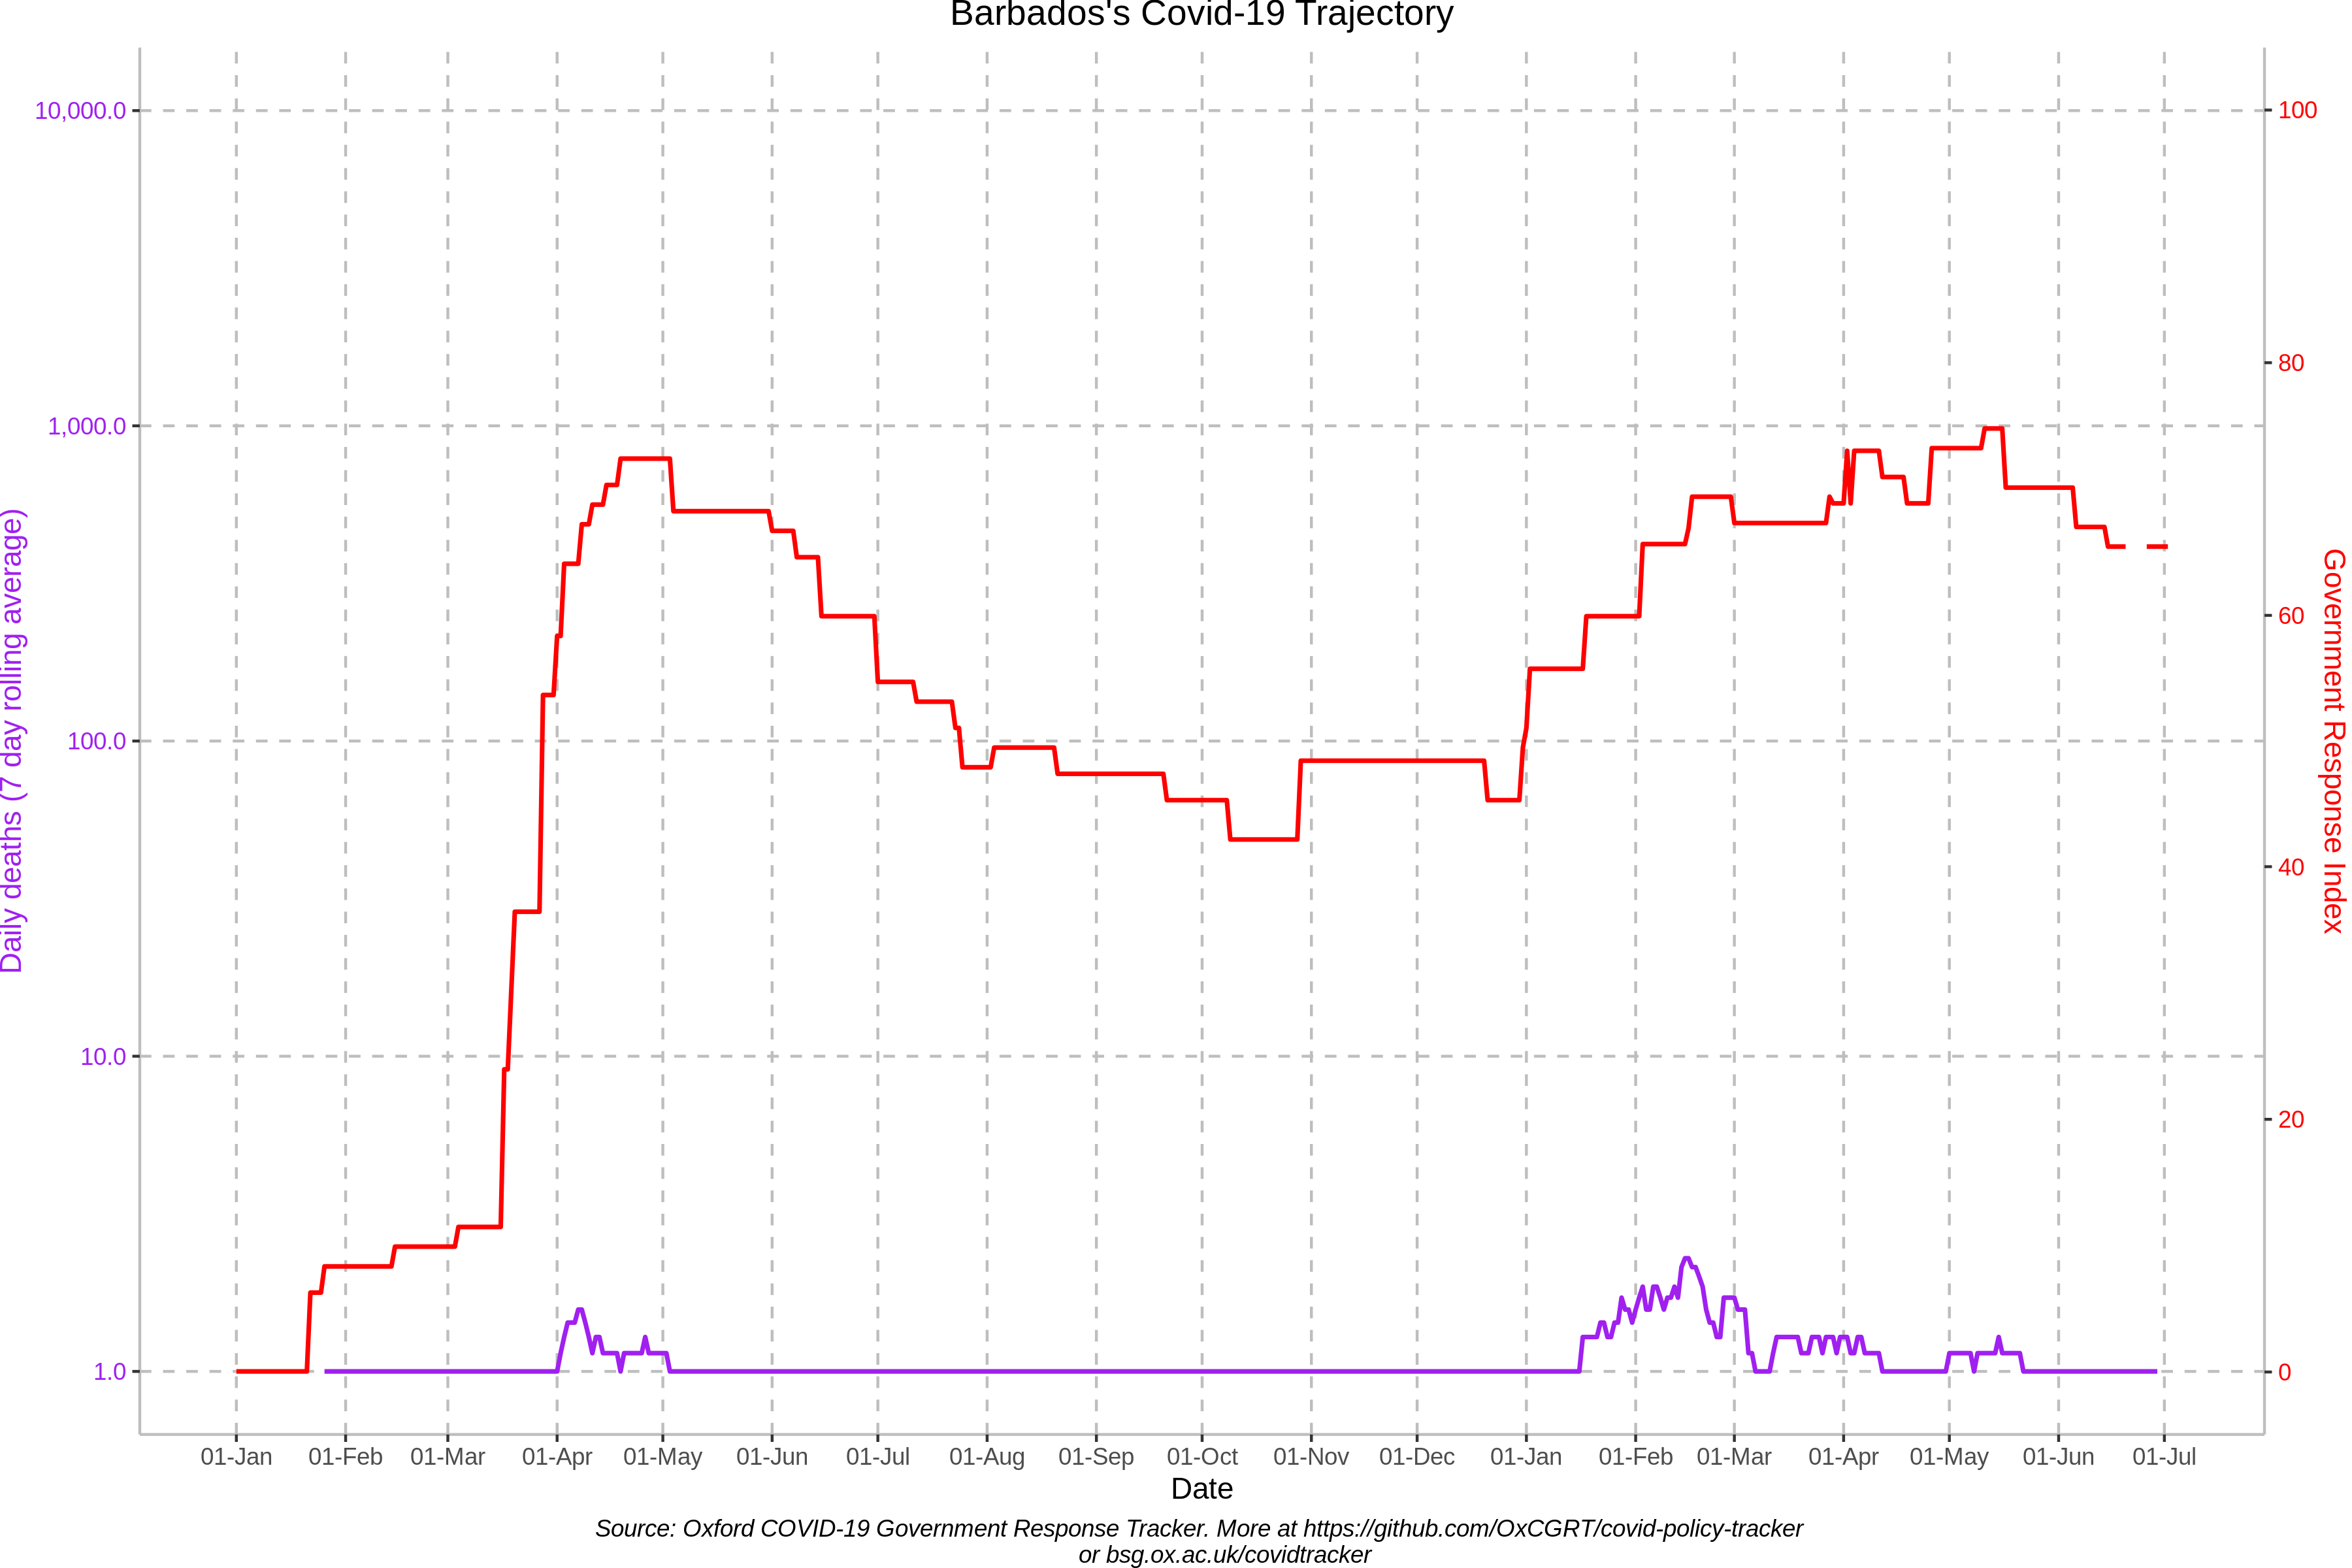 Barbados's Covid-19 Trajectory
10,000.0
1,000.0
100.0
10.0
1.0
Daily deaths (7 day rolling average)
100
80
60
40
20
0
Government Response Index
01-Jan 01-Feb 01-Mar 01-Apr 01-May 01-Jun 01-Jul 01-Aug 01-Sep 01-Oct 01-Nov 01-Dec 01-Jan 01-Feb 01-Mar 01-Apr 01-May 01-Jun 01-Jul
Date
Source: Oxford COVID-19 Government Response Tracker. More at https://github.com/OxCGRT/covid-policy-tracker
or bsg.ox.ac.uk/covidtracker